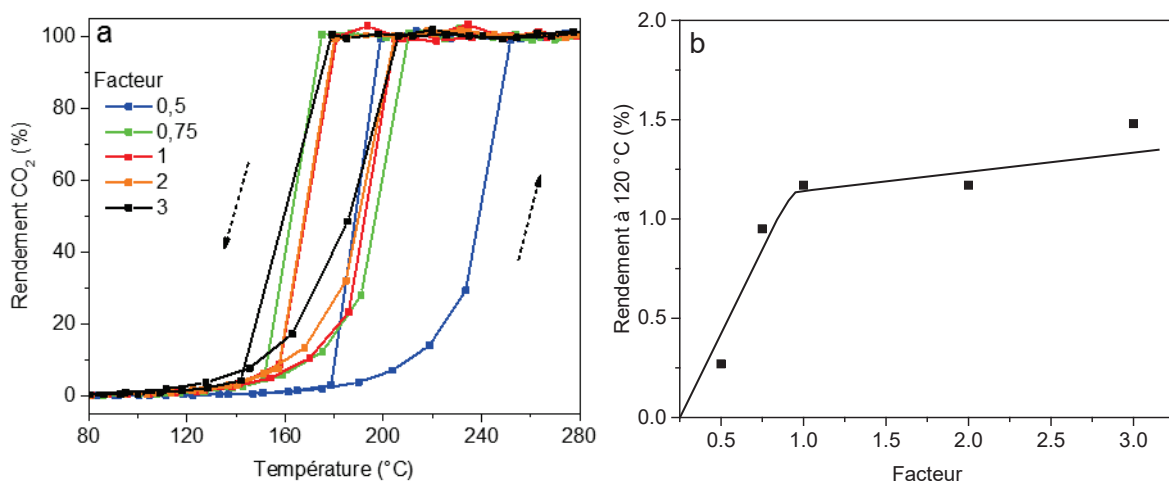 a
Rendement CO₂ (%)
100
80
60
40
20
0
Facteur
0,5
0,75
1
2
3
80 120 160 200 240 280
Température (°C)
b
Rendement à 120 °C (%)
2.0
1.5
1.0
0.5
0.0
0.5 1.0 1.5 2.0 2.5 3.0
Facteur